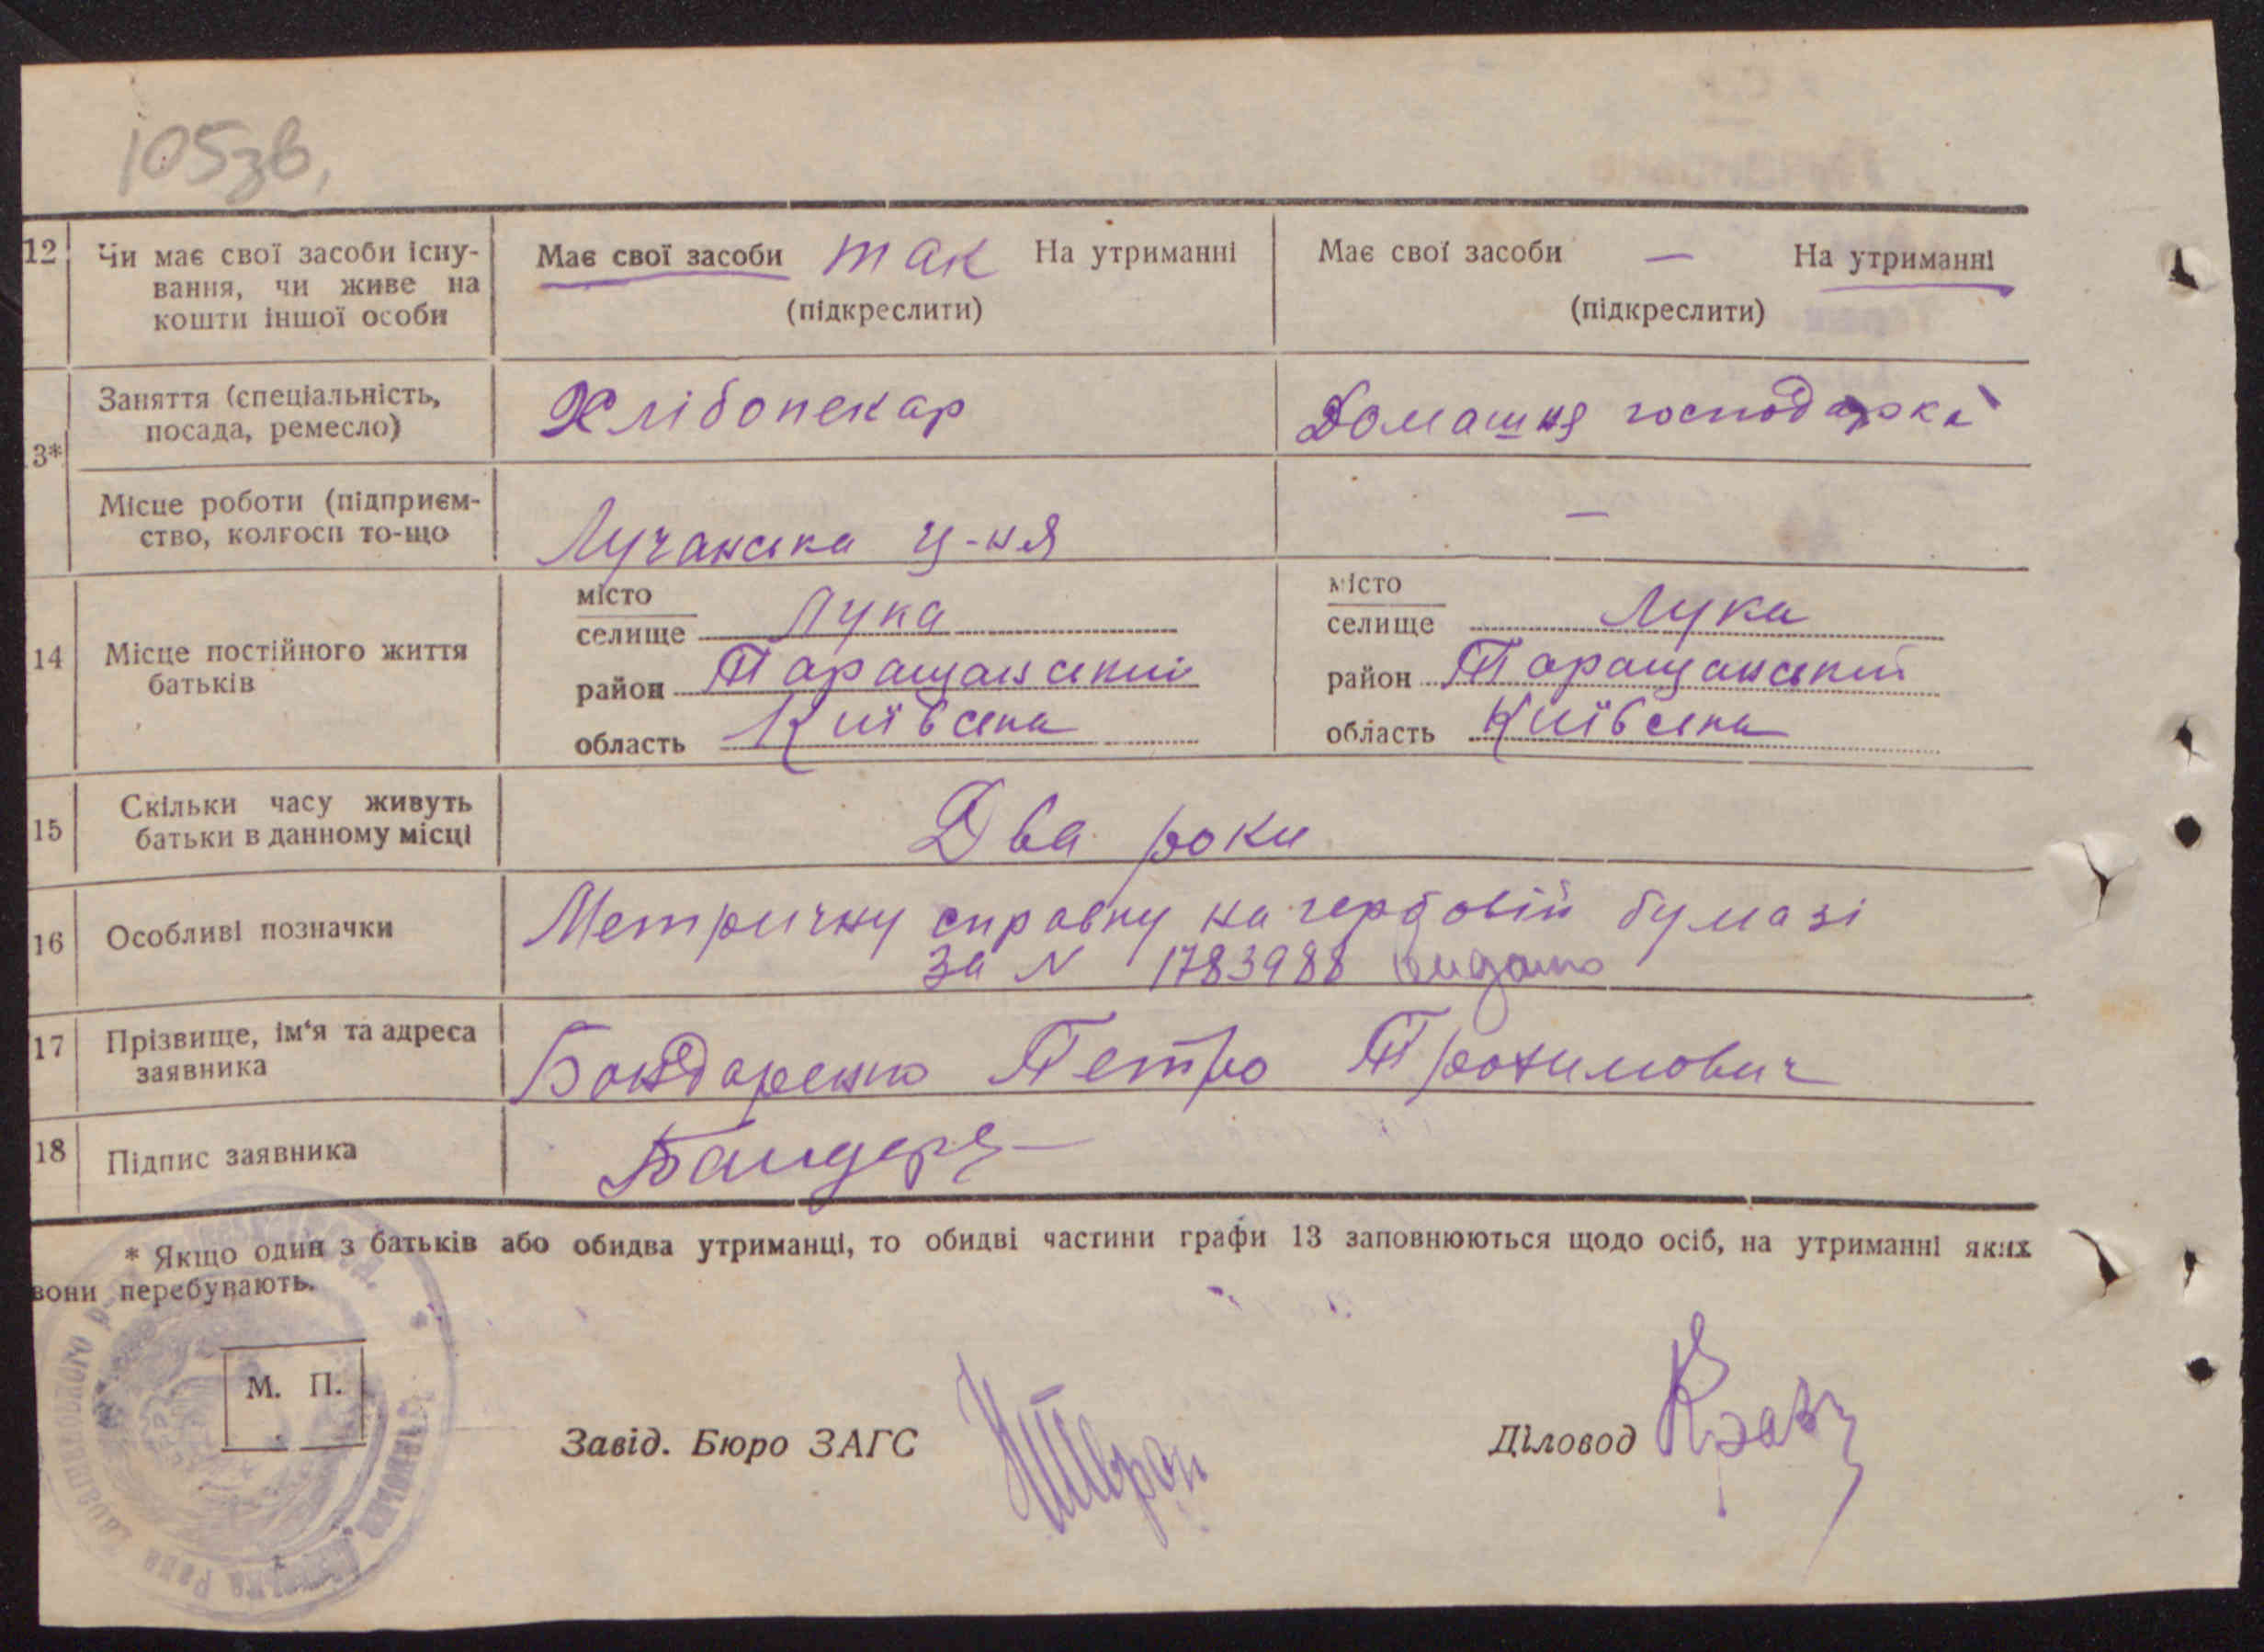 105зв,
12 Чи має свої засоби існу- Має свої засоби так На утриманні Має свої засоби — На утриманні
вання, чи живе на
кошти іншої особи (підкреслити) (підкреслити)
Заняття (спеціальність, Хлібопекар Домашня господарка
посада, ремесло)
3*
Місце роботи (підприєм- Лучанська ц-ня —
ство, колгосп то-що
місто місто
селище Лука селище Лука
14 Місце постійного життя район Таращанський район Таращанський
батьків
область Київська область Київська
Скільки часу живуть Два роки
15 батьки в данному місці
16 Особливі позначки Метричну справку на гербовій бумазі
за N 1783988 видано
17 Прізвище, ім‘я та адреса Бондаренко Петро Трохимович
заявника
18 Підпис заявника
* Якщо один з батьків або обидва утриманці, то обидві частини графи 13 заповнюються щодо осіб, на утриманні яких
вони перебувають.
М. П.
Завід. Бюро ЗАГС Діловод